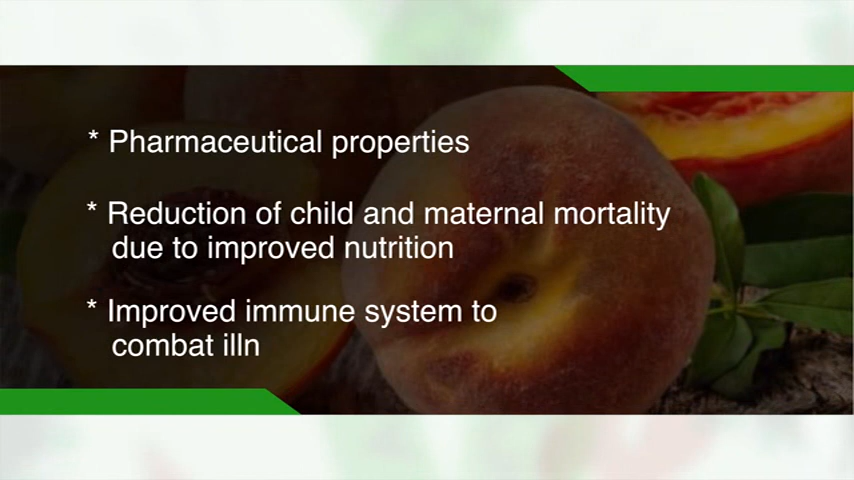 * Pharmaceutical properties
* Reduction of child and maternal mortality
due to improved nutrition
* Improved immune system to
combat illn